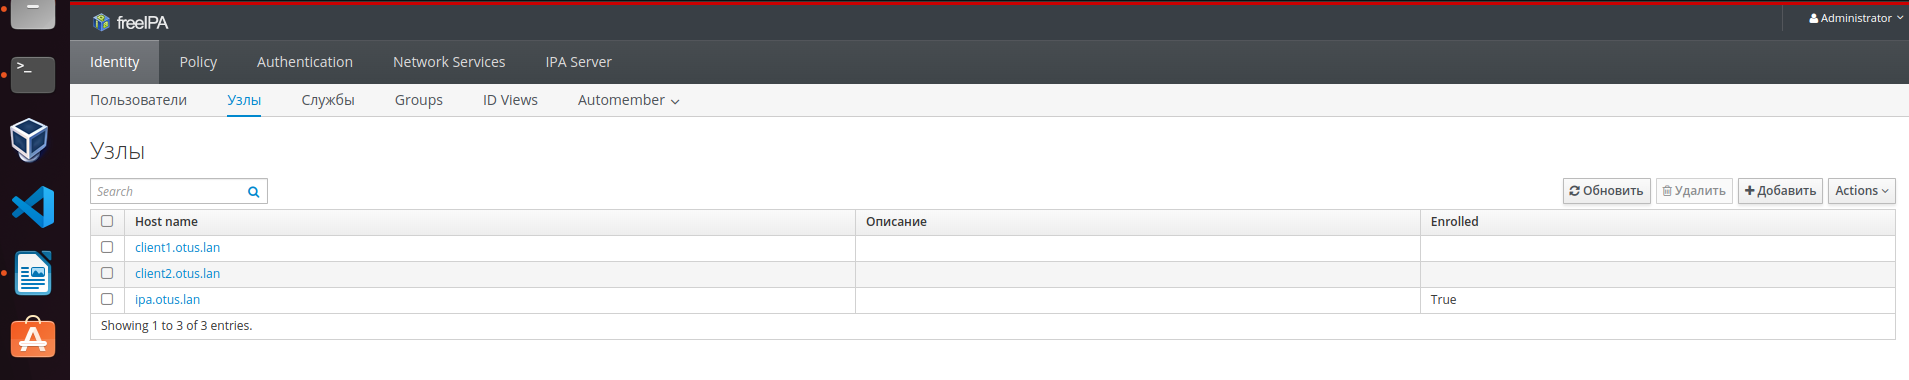 freeIPA
Administrator
Identity Policy Authentication Network Services IPA Server
Пользователи Узлы Службы Groups ID Views Automember
Узлы
Search
Обновить Удалить Добавить Actions
Host name Описание Enrolled
client1.otus.lan
client2.otus.lan
ipa.otus.lan True
Showing 1 to 3 of 3 entries.